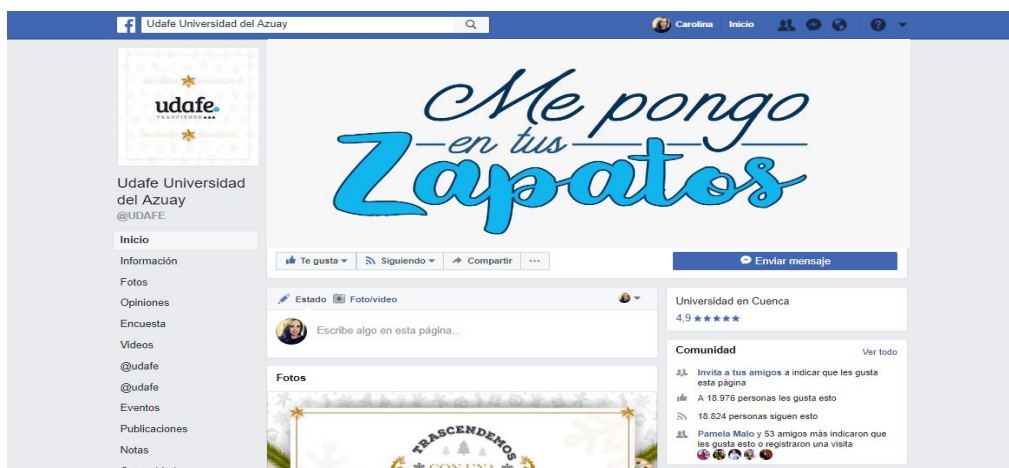 Udafe Universidad del Azuay
Carolina Inicio
udafe.
TRASCIENDE
Udafe Universidad
del Azuay
@UDAFE
Inicio
Información
Fotos
Opiniones
Encuesta
Videos
@udafe
@udafe
Eventos
Publicaciones
Notas
Me pongo
en tus
Zapatos
Te gusta Siguiendo Compartir ...
Enviar mensaje
Estado Foto/video
Escribe algo en esta página...
Fotos
TRASCENDEMOS
CON UNA
Universidad en Cuenca
4,9 ★★★★★
Comunidad Ver todo
Invita a tus amigos a indicar que les gusta
esta página
A 18.976 personas les gusta esto
18.824 personas siguen esto
Pamela Malo y 53 amigos más indicaron que
les gusta esto o registraron una visita